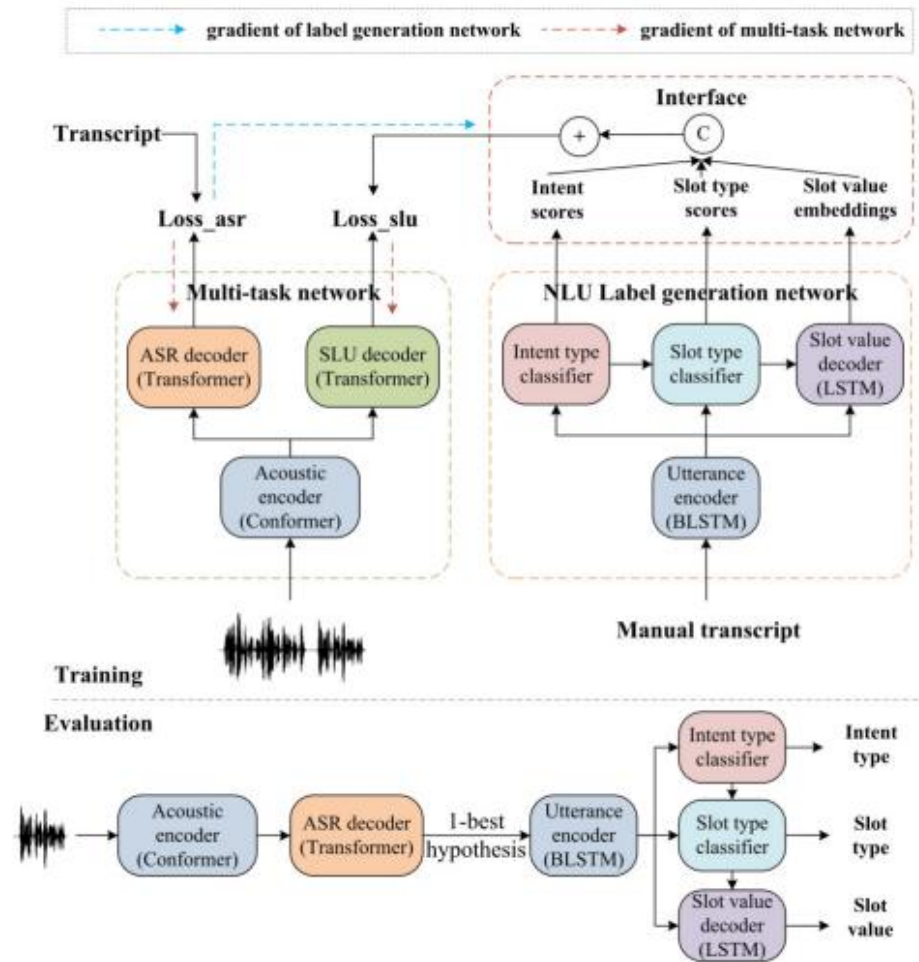 gradient of label generation network
gradient of multi-task network
Interface
Transcript
+
C
Intent
scores
Slot type
scores
Slot value
embeddings
Loss_asr
Loss_slu
Multi-task network
NLU Label generation network
ASR decoder
(Transformer)
SLU decoder
(Transformer)
Intent type
classifier
Slot type
classifier
Slot value
decoder
(LSTM)
Acoustic
encoder
(Conformer)
Utterance
encoder
(BLSTM)
Manual transcript
Training
Evaluation
Acoustic
encoder
(Conformer)
ASR decoder
(Transformer)
1-best
hypothesis
Utterance
encoder
(BLSTM)
Intent type
classifier
Intent
type
Slot type
classifier
Slot
type
Slot value
decoder
(LSTM)
Slot
value